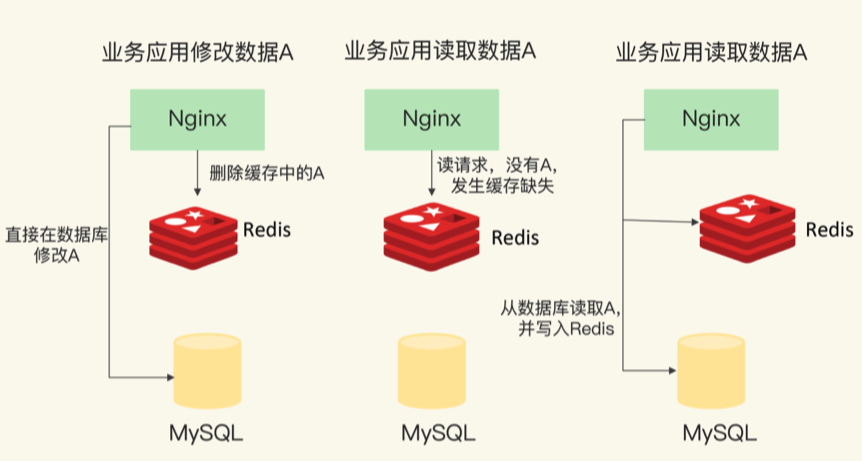 业务应用修改数据A
Nginx
删除缓存中的A
直接在数据库
修改A
Redis
MySQL
业务应用读取数据A
Nginx
读请求，没有A，
发生缓存缺失
Redis
MySQL
业务应用读取数据A
Nginx
Redis
从数据库读取A，
并写入Redis
MySQL